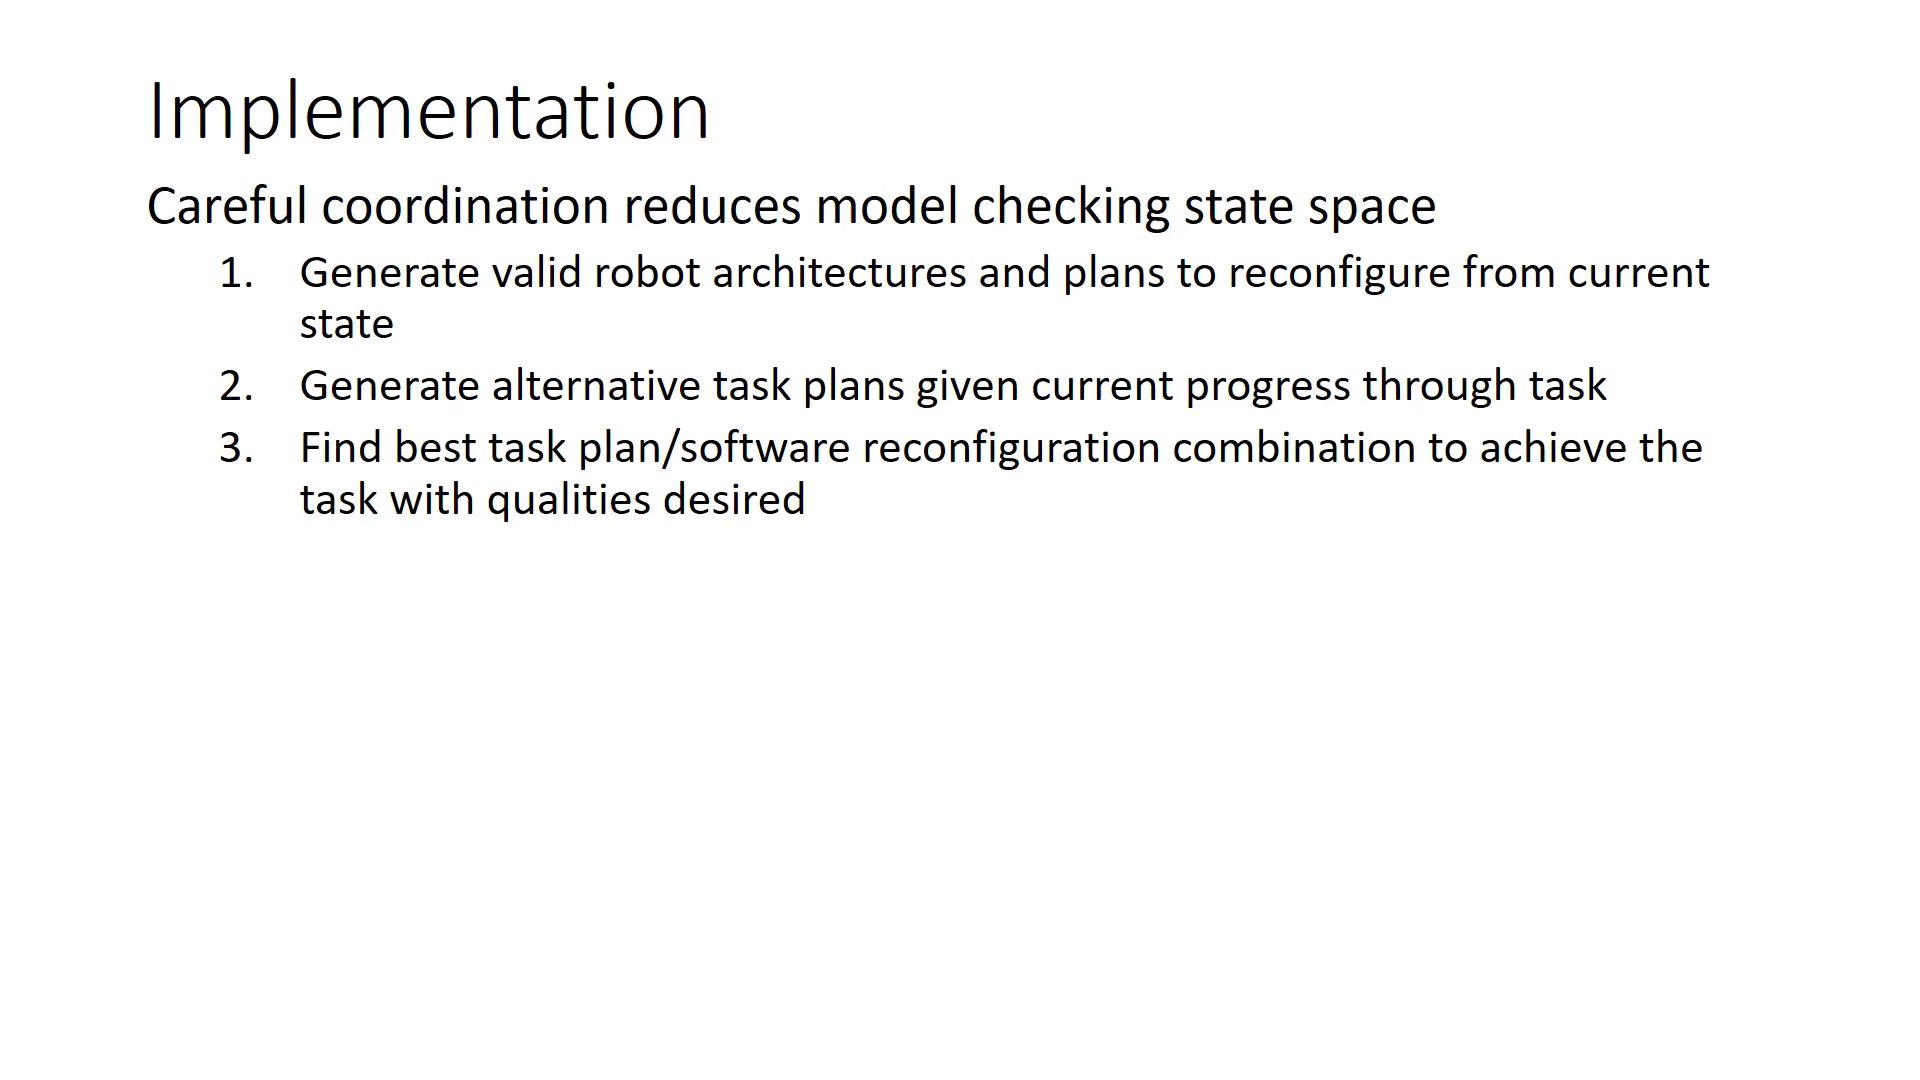 Implementation
Careful coordination reduces model checking state space
1. Generate valid robot architectures and plans to reconfigure from current
state
2. Generate alternative task plans given current progress through task
3. Find best task plan/software reconfiguration combination to achieve the
task with qualities desired